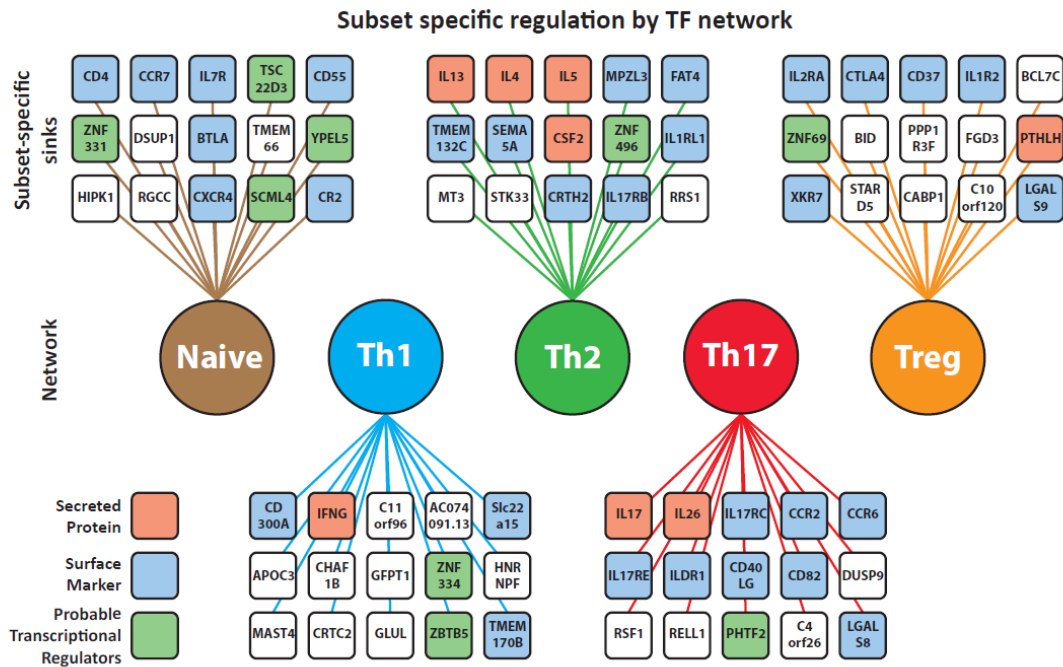 Subset specific regulation by TF network
Subset-specific
sinks
CD4 CCR7 IL7R TSC 22D3 CD55
ZNF 331 DSUP1 BTLA TMEM 66 YPEL5
HIPK1 RGCC CXCR4 SCML4 CR2
IL13 IL4 IL5 MPZL3 FAT4
TMEM 132C SEMA 5A CSF2 ZNF 496 IL1RL1
MT3 STK33 CRTH2 IL17RB RRS1
IL2RA CTLA4 CD37 IL1R2 BCL7C
ZNF69 BID PPP1 R3F FGD3 PTHLH
XKR7 STAR D5 CABP1 C10 orf120 LGAL S9
Network
Naive Th1 Th2 Th17 Treg
Secreted
Protein
Surface
Marker
Probable
Transcriptional
Regulators
CD 300A IFNG C11 orf96 AC074 091.13 Slc22 a15
APOC3 CHAF 1B GFPT1 ZNF 334 HNR NPF
MAST4 CRTC2 GLUL ZBTB5 TMEM 170B
IL17 IL26 IL17RC CCR2 CCR6
IL17RE ILDR1 CD40 LG CD82 DUSP9
RSF1 RELL1 PHTF2 C4 orf26 LGAL S8